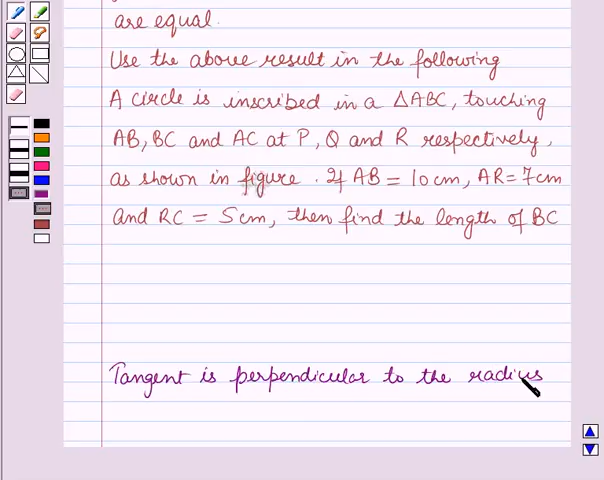 are equal.
Use the above result in the following
A circle is inscribed in a △ABC, touching
AB, BC and AC at P, Q and R respectively,
as shown in figure. If AB = 10 cm, AR = 7 cm
and RC = 5 cm, then find the length of BC
Tangent is perpendicular to the radius